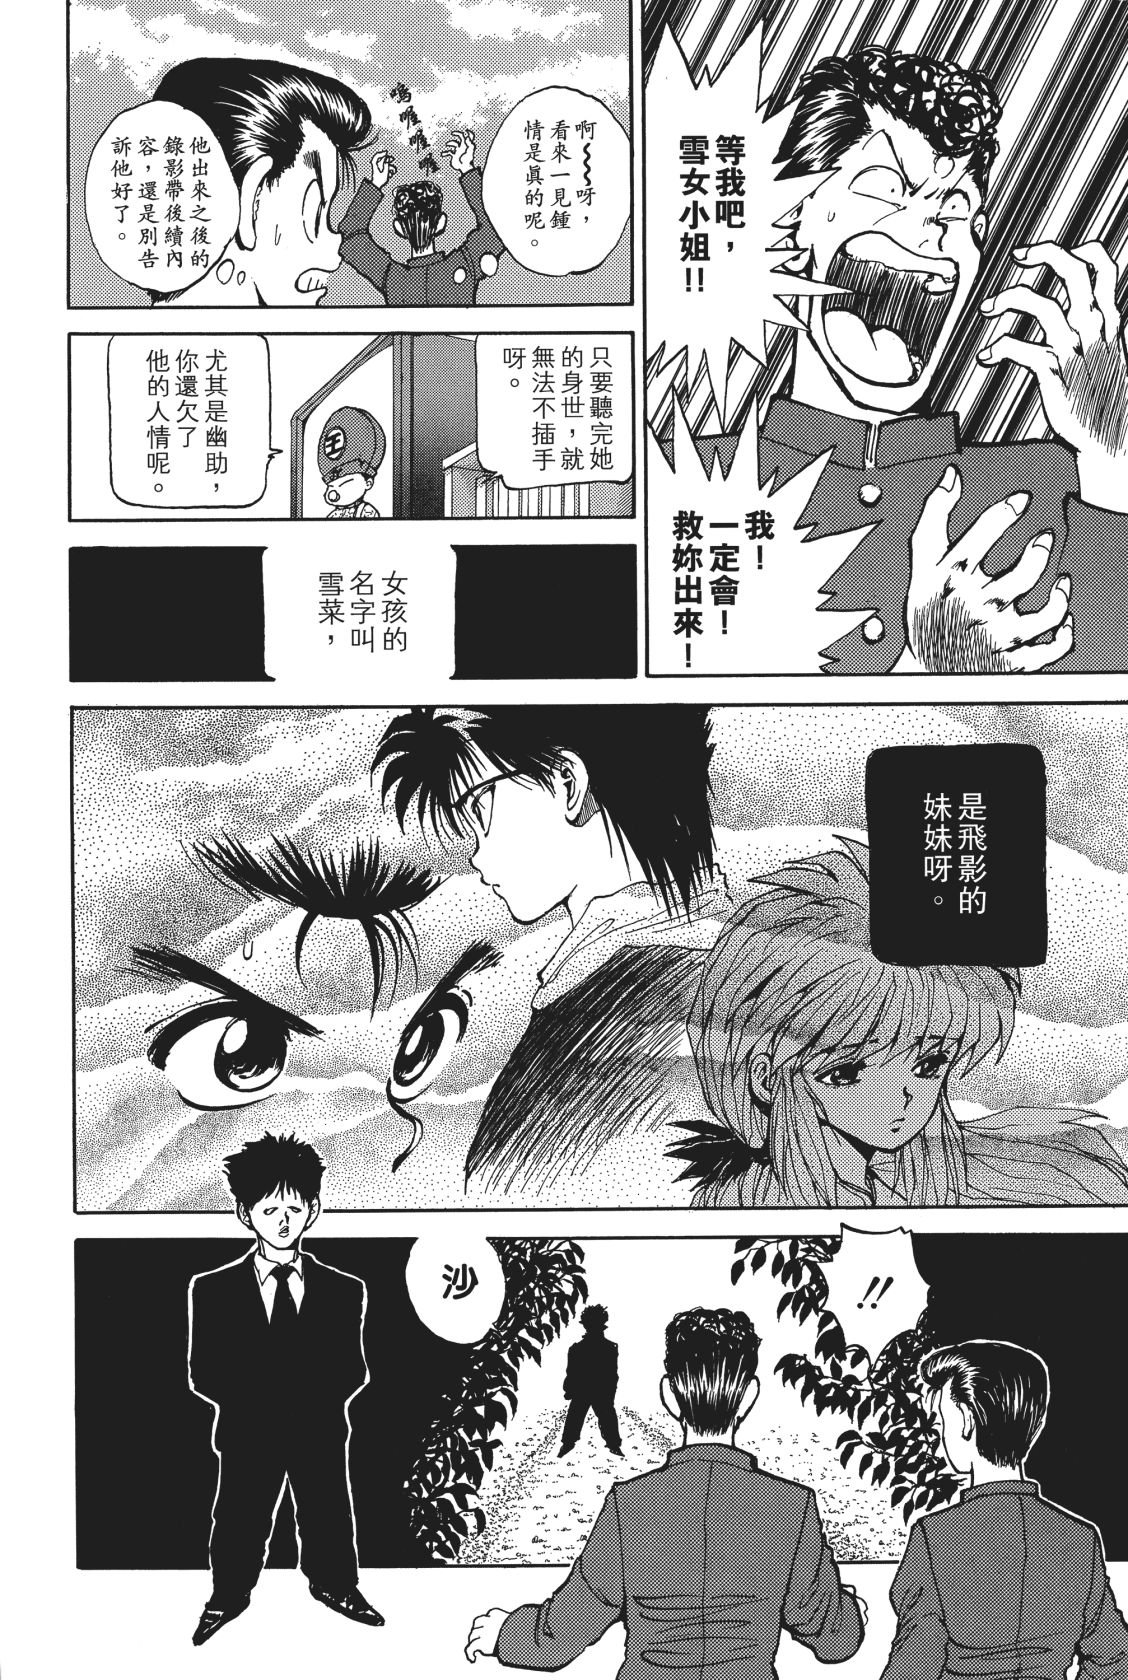 等我吧，
雪女小姐!!
我！
一定會！
救妳出來！
啊~~呀，
看來一見鍾
情是真的呢。
嗚喔喔喔
他出來之後的
錄影帶後續內
容，還是別告
訴他好了。
只要聽完她
的身世，就
無法不插手
呀。
王
尤其是幽助，
你還欠了
他的人情呢。
女孩的
名字叫
雪菜，
是飛影的
妹妹呀。
!!
沙